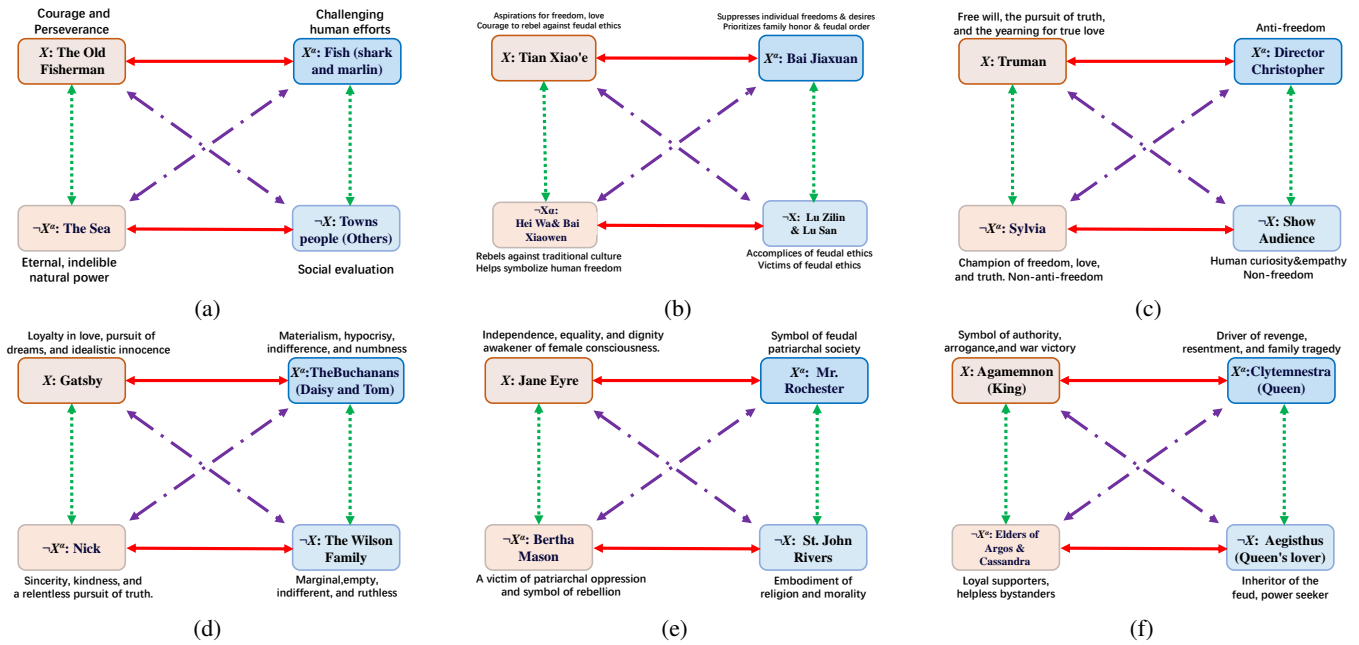 Courage and
Perseverance
Challenging
human efforts
X: The Old
Fisherman
Xᵅ: Fish (shark
and marlin)
¬Xᵅ: The Sea
¬X: Towns
people (Others)
Eternal, indelible
natural power
Social evaluation
(a)
Aspirations for freedom, love
Courage to rebel against feudal ethics
Suppresses individual freedoms & desires
Prioritizes family honor & feudal order
X: Tian Xiao'e
Xᵅ: Bai Jiaxuan
¬Xα:
Hei Wa& Bai
Xiaowen
¬X: Lu Zilin
& Lu San
Rebels against traditional culture
Helps symbolize human freedom
Accomplices of feudal ethics
Victims of feudal ethics
(b)
Free will, the pursuit of truth,
and the yearning for true love
Anti-freedom
X: Truman
Xᵅ: Director
Christopher
¬Xᵅ: Sylvia
¬X: Show
Audience
Champion of freedom, love,
and truth. Non-anti-freedom
Human curiosity&empathy
Non-freedom
(c)
Loyalty in love, pursuit of
dreams, and idealistic innocence
Materialism, hypocrisy,
indifference, and numbness
X: Gatsby
Xᵅ:TheBuchanans
(Daisy and Tom)
¬Xᵅ: Nick
¬X: The Wilson
Family
Sincerity, kindness, and
a relentless pursuit of truth.
Marginal,empty,
indifferent, and ruthless
(d)
Independence, equality, and dignity
awakener of female consciousness.
Symbol of feudal
patriarchal society
X: Jane Eyre
Xᵅ: Mr.
Rochester
¬Xᵅ: Bertha
Mason
¬X: St. John
Rivers
A victim of patriarchal oppression
and symbol of rebellion
Embodiment of
religion and morality
(e)
Symbol of authority,
arrogance,and war victory
Driver of revenge,
resentment, and family tragedy
X: Agamemnon
(King)
Xᵅ:Clytemnestra
(Queen)
¬Xᵅ: Elders of
Argos &
Cassandra
¬X: Aegisthus
(Queen's lover)
Loyal supporters,
helpless bystanders
Inheritor of the
feud, power seeker
(f)